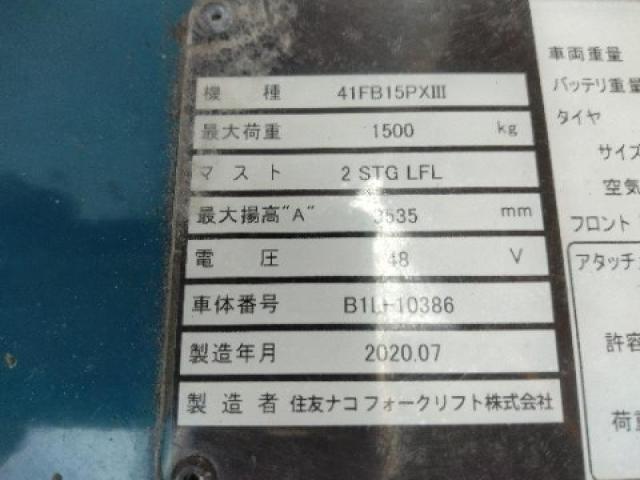 機 種 41FB15PXⅢ
最大荷重 1500 kg
マスト 2 STG LFL
最大揚高"A" 3535 mm
電 圧 48 V
車体番号 B1L-10386
製造年月 2020.07
製造者 住友ナコフォークリフト株式会社
車両重量
バッテリ重量
タイヤ
サイズ
空気
フロント
アタッチ
許容
荷重